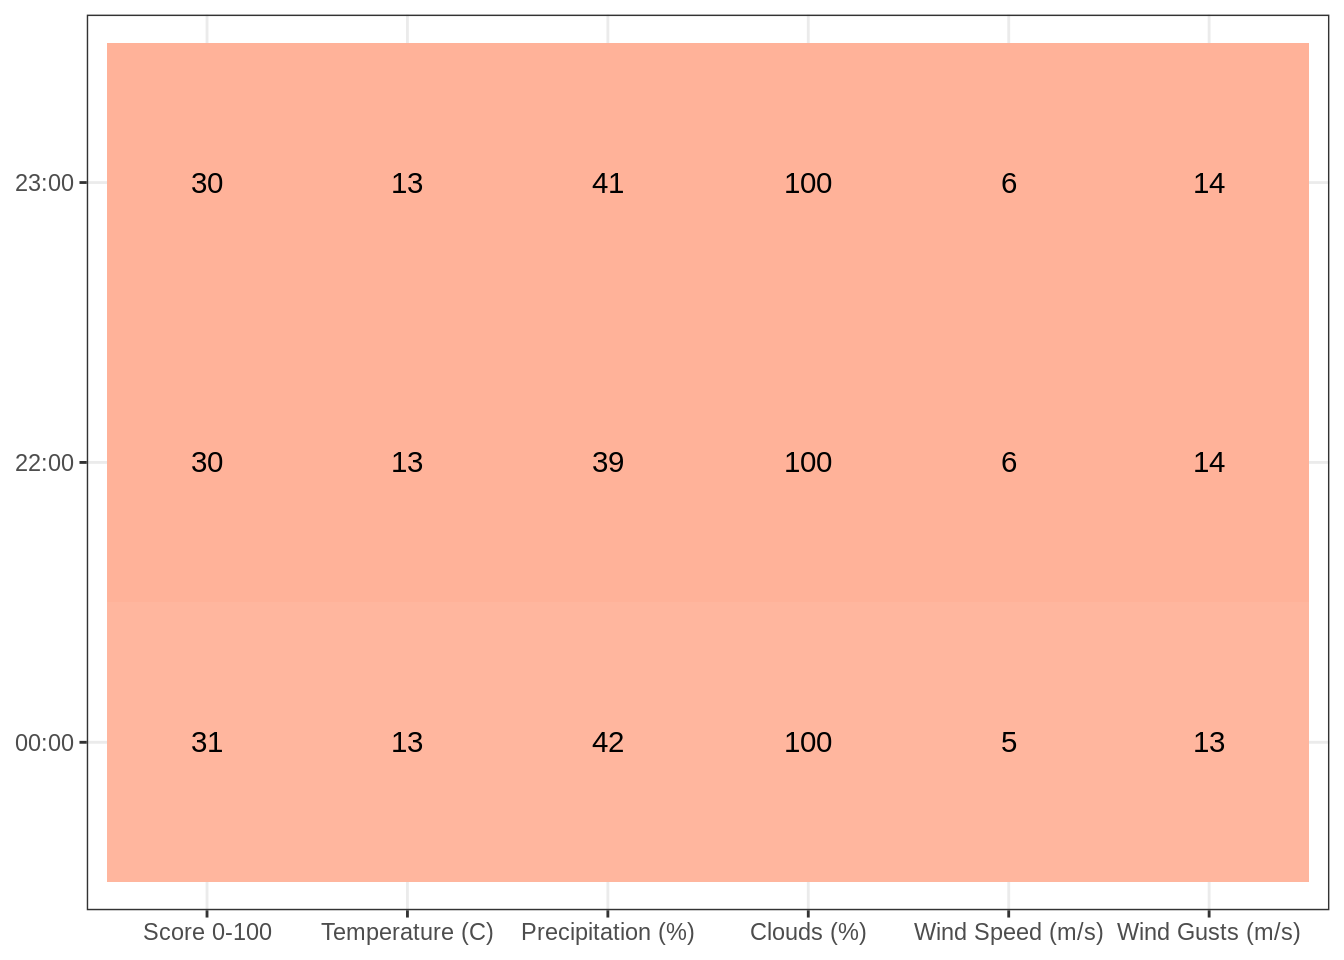 23:00 30 13 41 100 6 14
22:00 30 13 39 100 6 14
00:00 31 13 42 100 5 13
Score 0-100 Temperature (C) Precipitation (%) Clouds (%) Wind Speed (m/s) Wind Gusts (m/s)